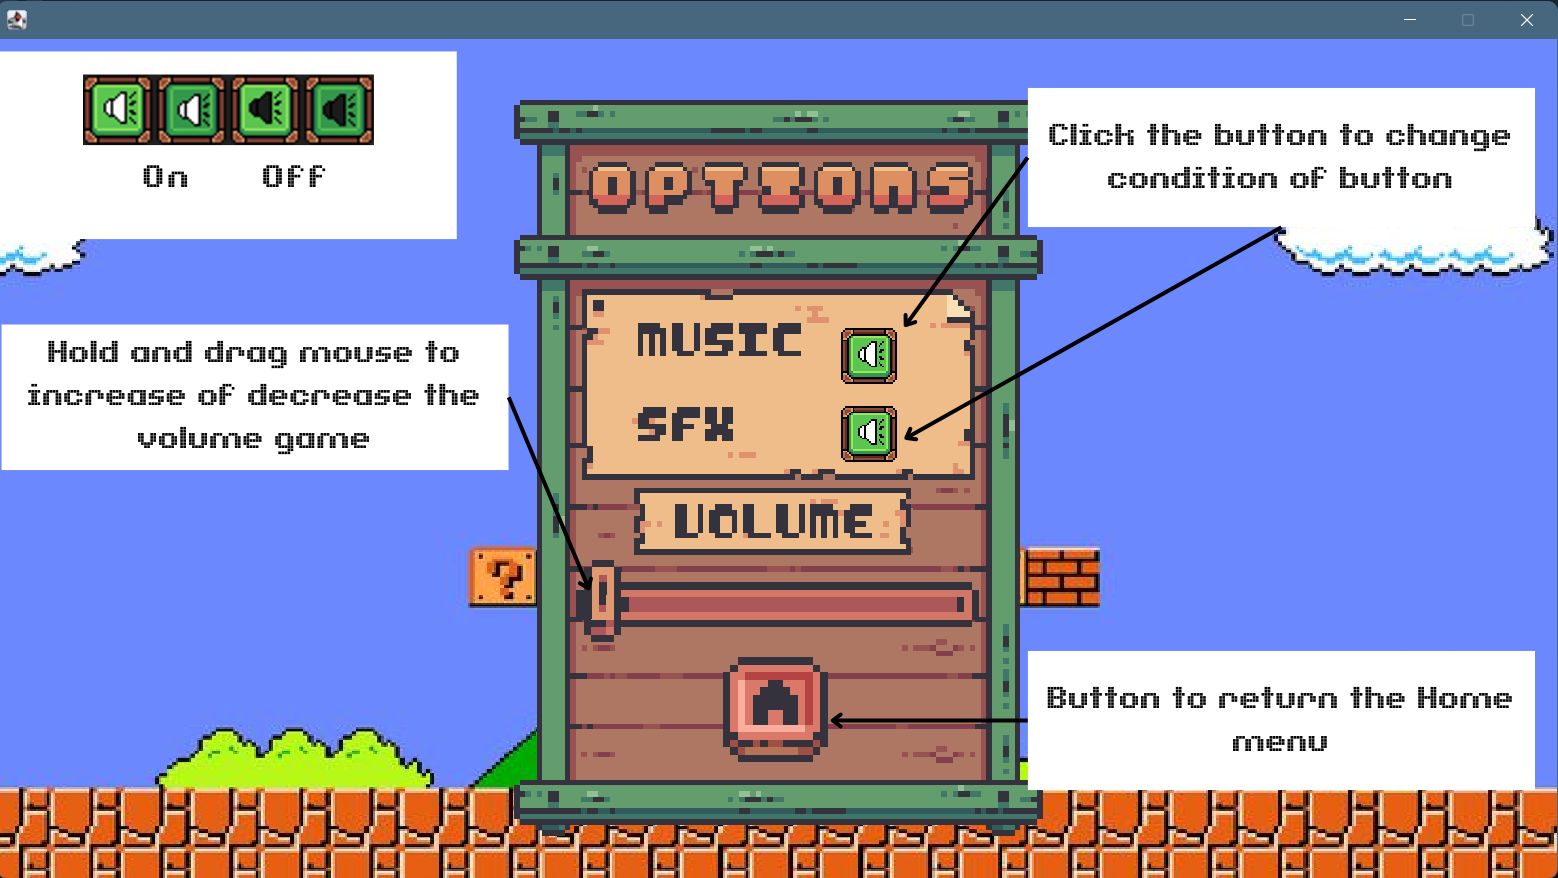 On Off
Click the button to change
condition of button
OPTIONS
Hold and drag mouse to
increase of decrease the
volume game
MUSIC
SFX
VOLUME
?
Button to return the Home
menu